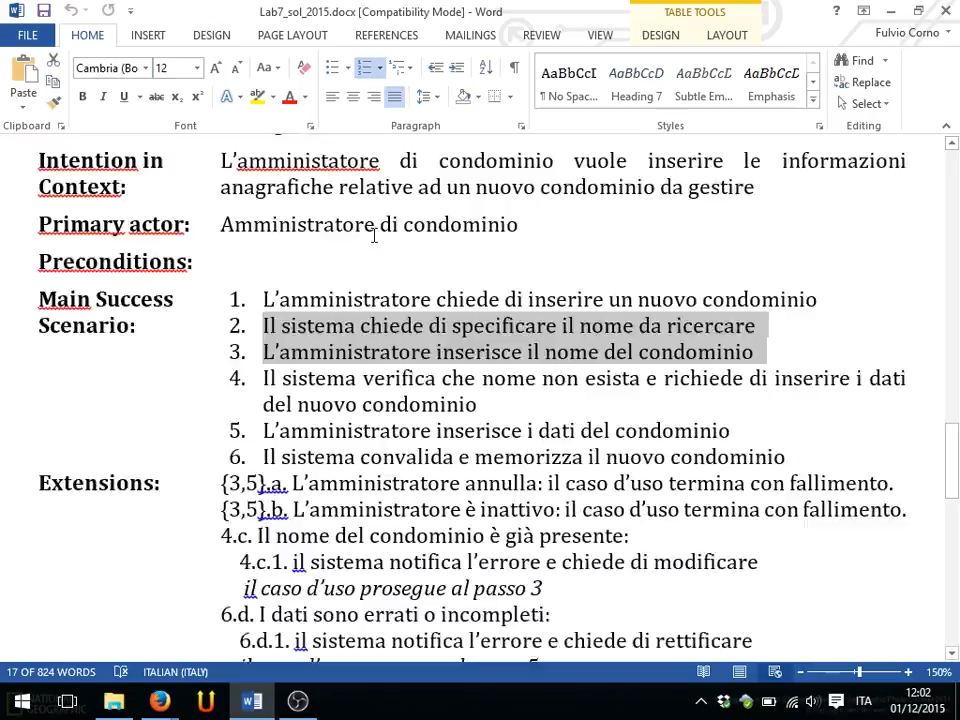 Lab7_sol_2015.docx [Compatibility Mode] - Word
TABLE TOOLS
?
FILE HOME INSERT DESIGN PAGE LAYOUT REFERENCES MAILINGS REVIEW VIEW DESIGN LAYOUT Fulvio Corno
Paste
Cambria (Bo 12
Aa
B I U abc x₂ x²
Clipboard Font Paragraph Styles Editing
AaBbCcI AaBbCcD AaBbCcD AaBbCcD
¶ No Spac... Heading 7 Subtle Em... Emphasis
Find
Replace
Select
Intention in Context:
L’amministatore di condominio vuole inserire le informazioni
anagrafiche relative ad un nuovo condominio da gestire
Primary actor: Amministratore di condominio
Preconditions:
Main Success Scenario:
1. L’amministratore chiede di inserire un nuovo condominio
2. Il sistema chiede di specificare il nome da ricercare
3. L’amministratore inserisce il nome del condominio
4. Il sistema verifica che nome non esista e richiede di inserire i dati
del nuovo condominio
5. L’amministratore inserisce i dati del condominio
6. Il sistema convalida e memorizza il nuovo condominio
Extensions: {3,5}.a. L’amministratore annulla: il caso d’uso termina con fallimento.
{3,5}.b. L’amministratore è inattivo: il caso d’uso termina con fallimento.
4.c. Il nome del condominio è già presente:
4.c.1. il sistema notifica l’errore e chiede di modificare
il caso d’uso prosegue al passo 3
6.d. I dati sono errati o incompleti:
6.d.1. il sistema notifica l’errore e chiede di rettificare
17 OF 824 WORDS ITALIAN (ITALY) 150%
ITA
12:02
01/12/2015